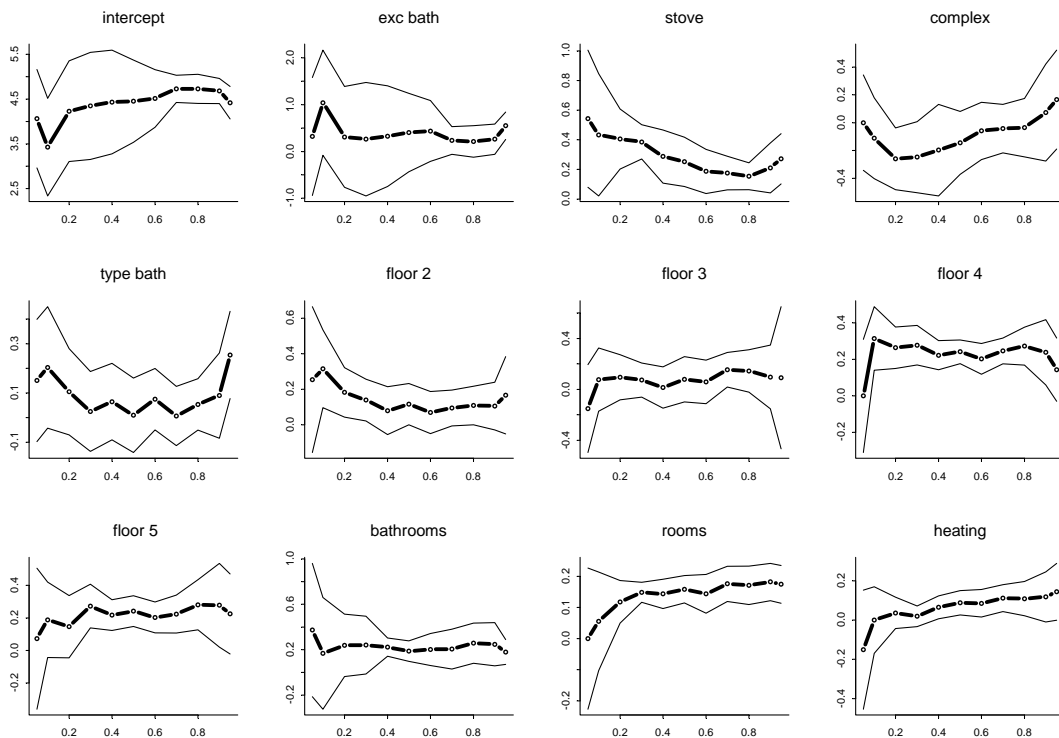 intercept
2.5 3.5 4.5 5.5
0.2 0.4 0.6 0.8
exc bath
-1.0 0.0 1.0 2.0
0.2 0.4 0.6 0.8
stove
0.0 0.2 0.4 0.6 0.8 1.0
0.2 0.4 0.6 0.8
complex
-0.4 0.0 0.4
0.2 0.4 0.6 0.8
type bath
-0.1 0.1 0.3
0.2 0.4 0.6 0.8
floor 2
0.0 0.2 0.4 0.6
0.2 0.4 0.6 0.8
floor 3
-0.4 0.0 0.4
0.2 0.4 0.6 0.8
floor 4
-0.2 0.0 0.2 0.4
0.2 0.4 0.6 0.8
floor 5
-0.2 0.0 0.2 0.4
0.2 0.4 0.6 0.8
bathrooms
-0.2 0.2 0.6 1.0
0.2 0.4 0.6 0.8
rooms
-0.2 0.0 0.1 0.2
0.2 0.4 0.6 0.8
heating
-0.4 -0.2 0.0 0.2
0.2 0.4 0.6 0.8